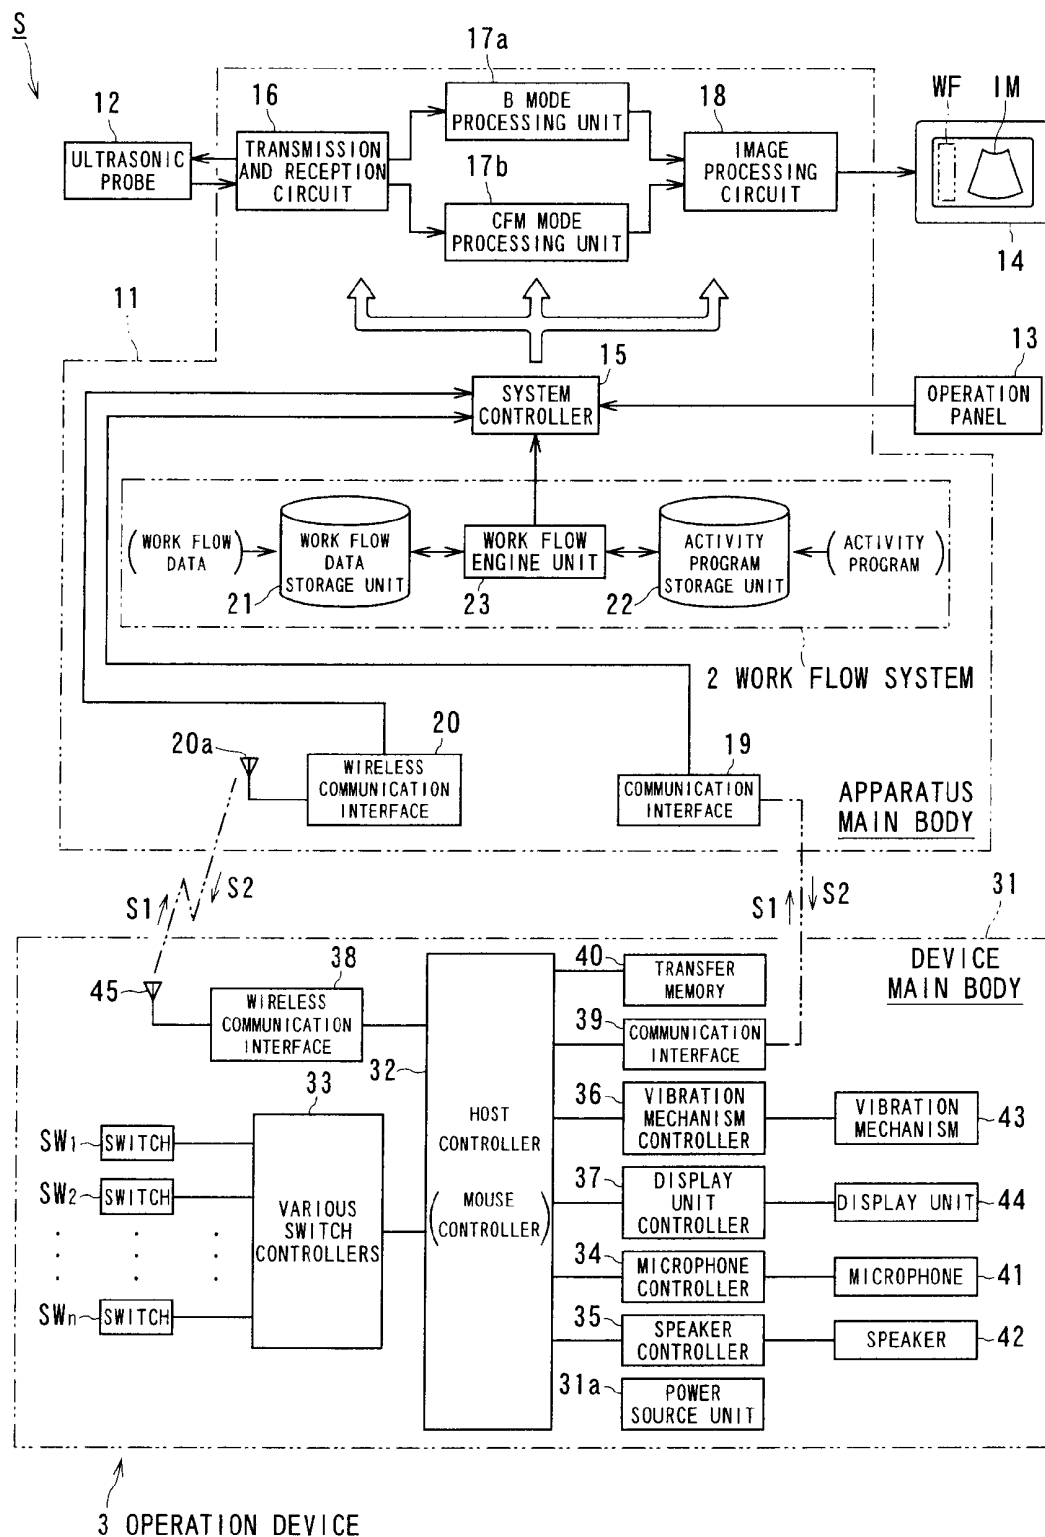 S
12
ULTRASONIC
PROBE
16
TRANSMISSION
AND RECEPTION
CIRCUIT
17a
B MODE
PROCESSING UNIT
17b
CFM MODE
PROCESSING UNIT
18
IMAGE
PROCESSING
CIRCUIT
WF
IM
14
11
15
SYSTEM
CONTROLLER
13
OPERATION
PANEL
(WORK FLOW
DATA)
WORK FLOW
DATA
STORAGE UNIT
21
WORK FLOW
ENGINE UNIT
23
ACTIVITY
PROGRAM
STORAGE UNIT
22
(ACTIVITY
PROGRAM)
2 WORK FLOW SYSTEM
20a
20
WIRELESS
COMMUNICATION
INTERFACE
19
COMMUNICATION
INTERFACE
APPARATUS
MAIN BODY
S1
S2
S1
S2
31
DEVICE
MAIN BODY
45
38
WIRELESS
COMMUNICATION
INTERFACE
32
HOST
CONTROLLER
(MOUSE
CONTROLLER)
33
VARIOUS
SWITCH
CONTROLLERS
SW1
SWITCH
SW2
SWITCH
SWn
SWITCH
40
TRANSFER
MEMORY
39
COMMUNICATION
INTERFACE
36
VIBRATION
MECHANISM
CONTROLLER
VIBRATION
MECHANISM
43
37
DISPLAY
UNIT
CONTROLLER
DISPLAY UNIT
44
34
MICROPHONE
CONTROLLER
MICROPHONE
41
35
SPEAKER
CONTROLLER
SPEAKER
42
31a
POWER
SOURCE UNIT
3 OPERATION DEVICE